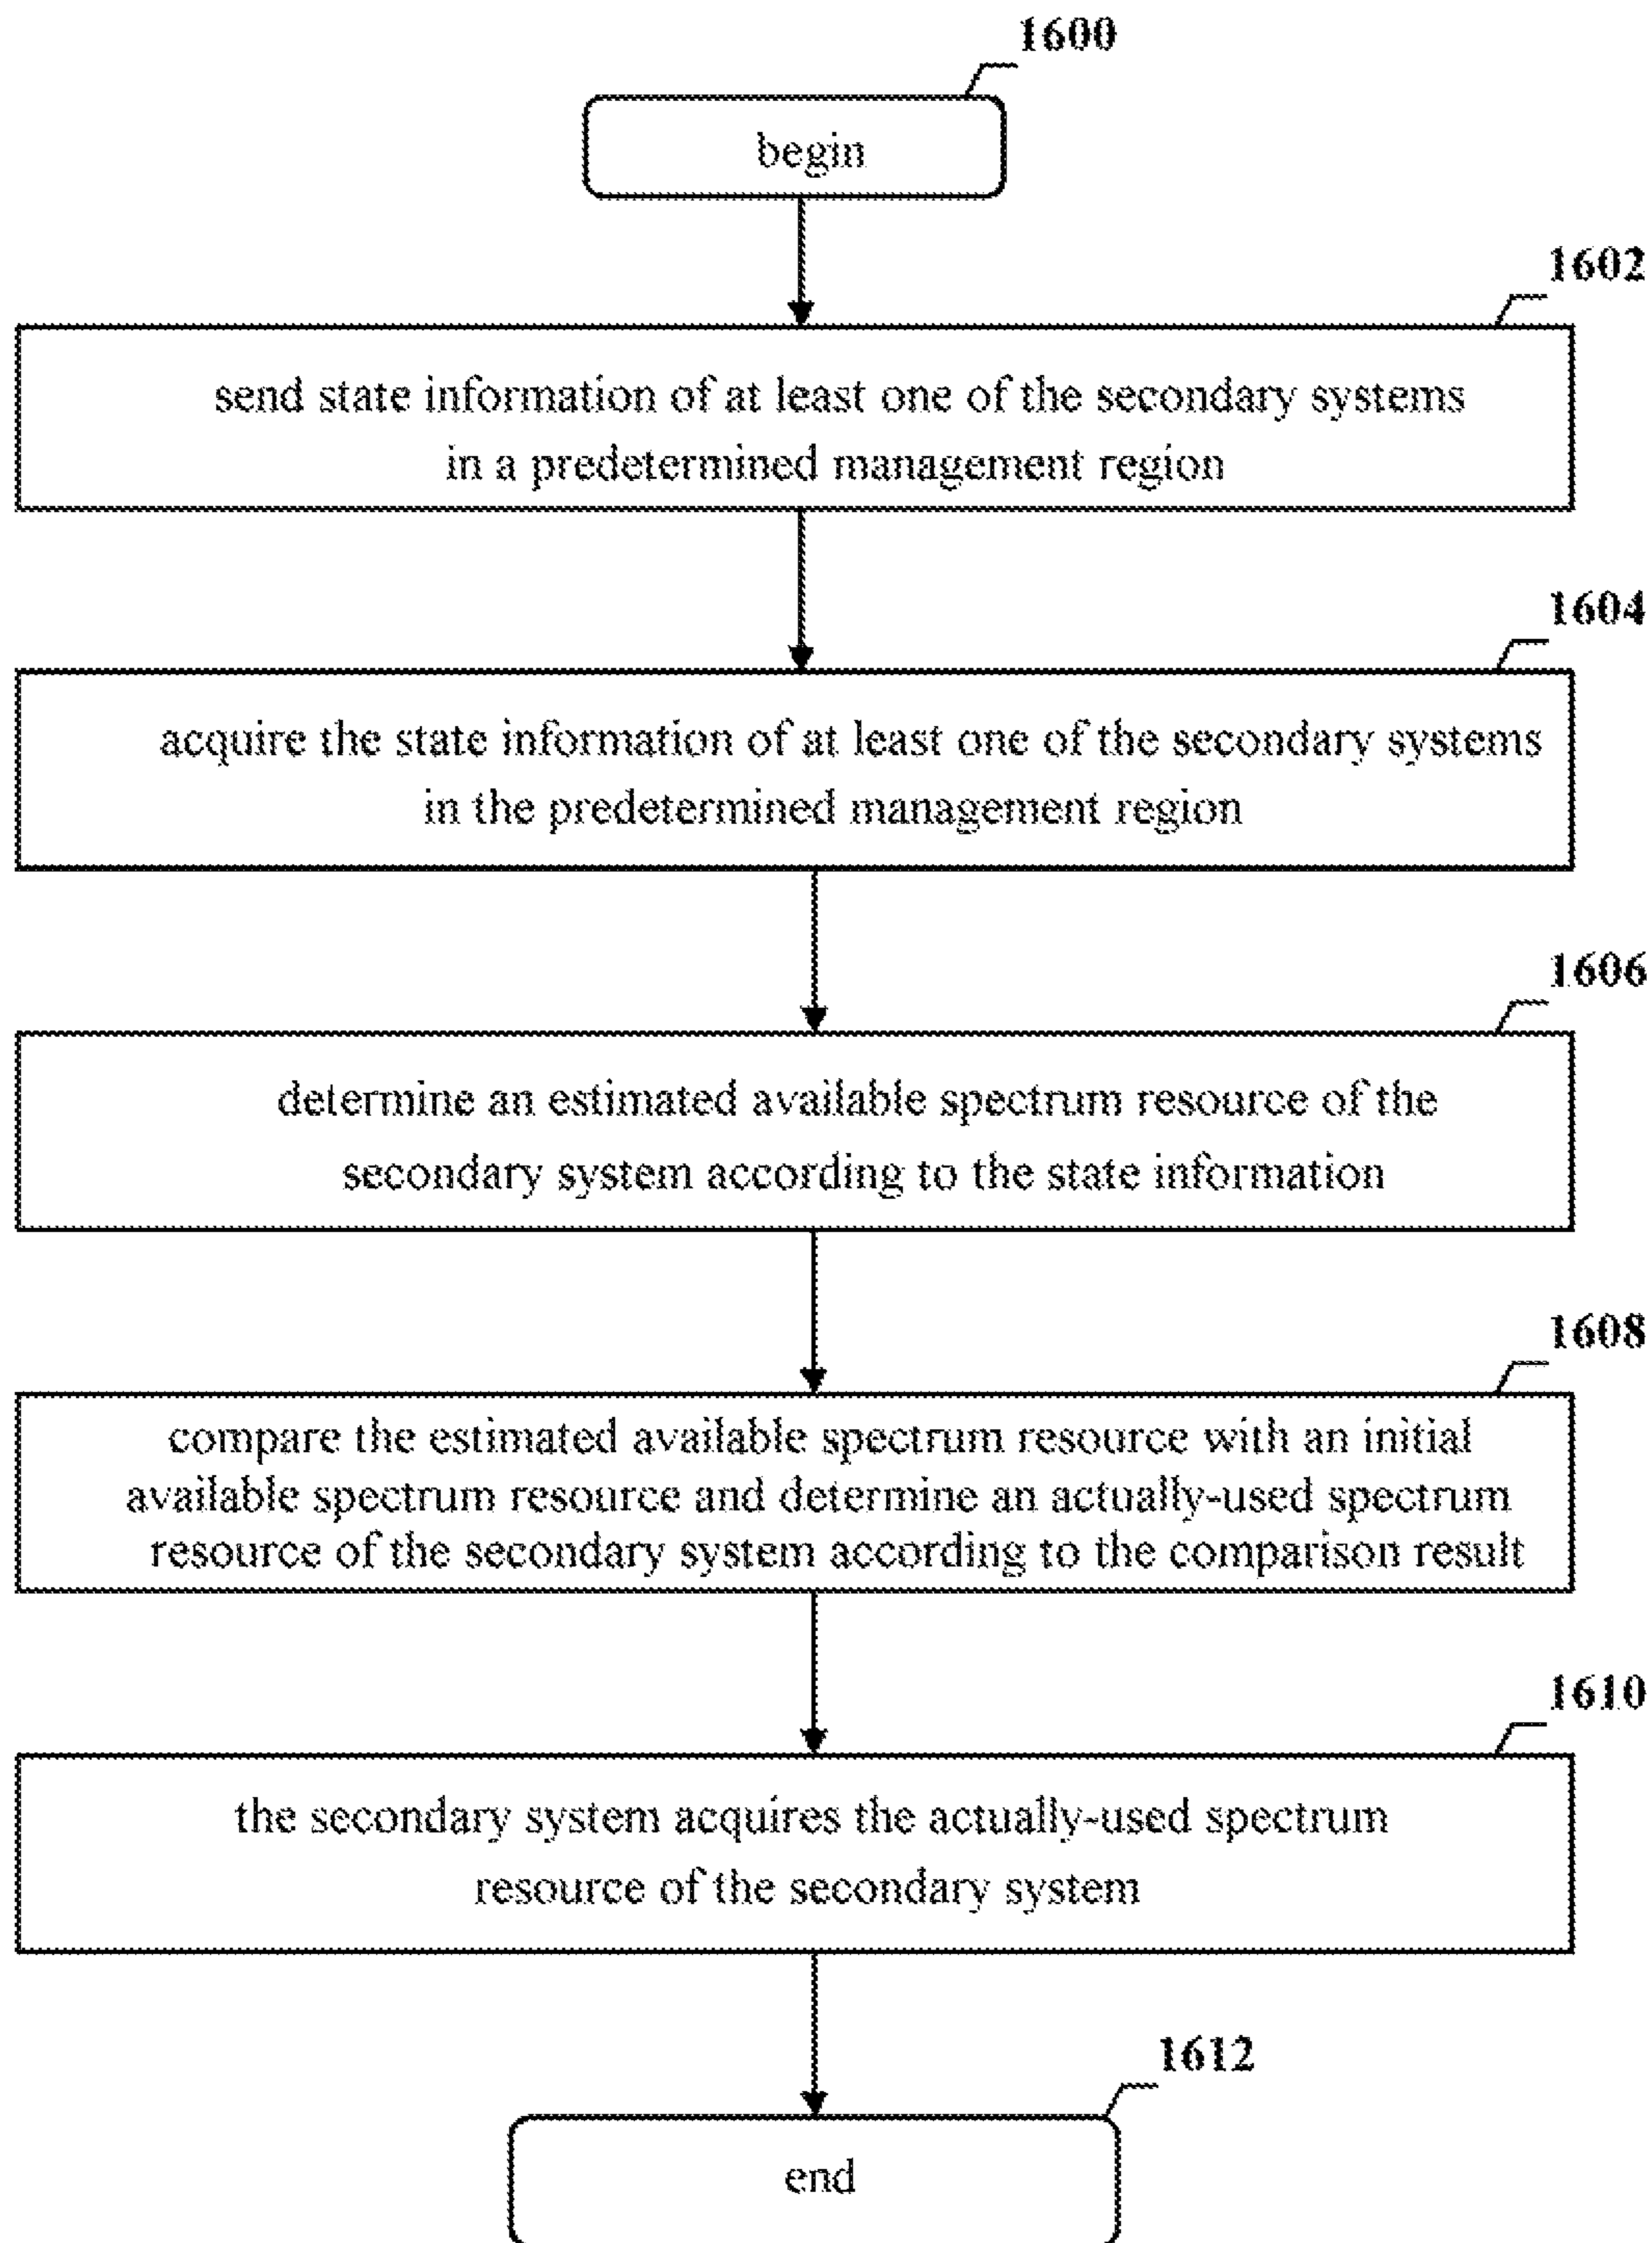 1600
begin
1602
send state information of at least one of the secondary systems
in a predetermined management region
1604
acquire the state information of at least one of the secondary systems
in the predetermined management region
1606
determine an estimated available spectrum resource of the
secondary system according to the state information
1608
compare the estimated available spectrum resource with an initial
available spectrum resource and determine an actually-used spectrum
resource of the secondary system according to the comparison result
1610
the secondary system acquires the actually-used spectrum
resource of the secondary system
1612
end